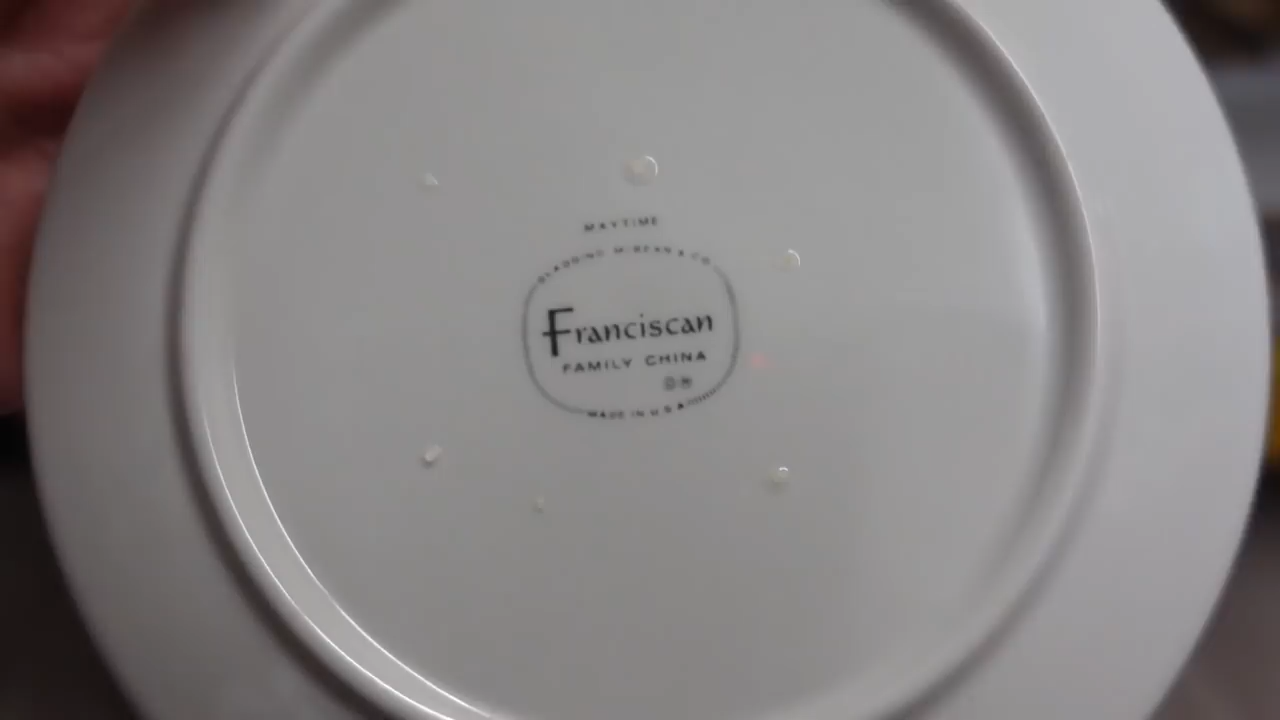 MAYTIME
GLADDING MCBEAN & CO.
Franciscan
FAMILY CHINA
MADE IN U.S.A.